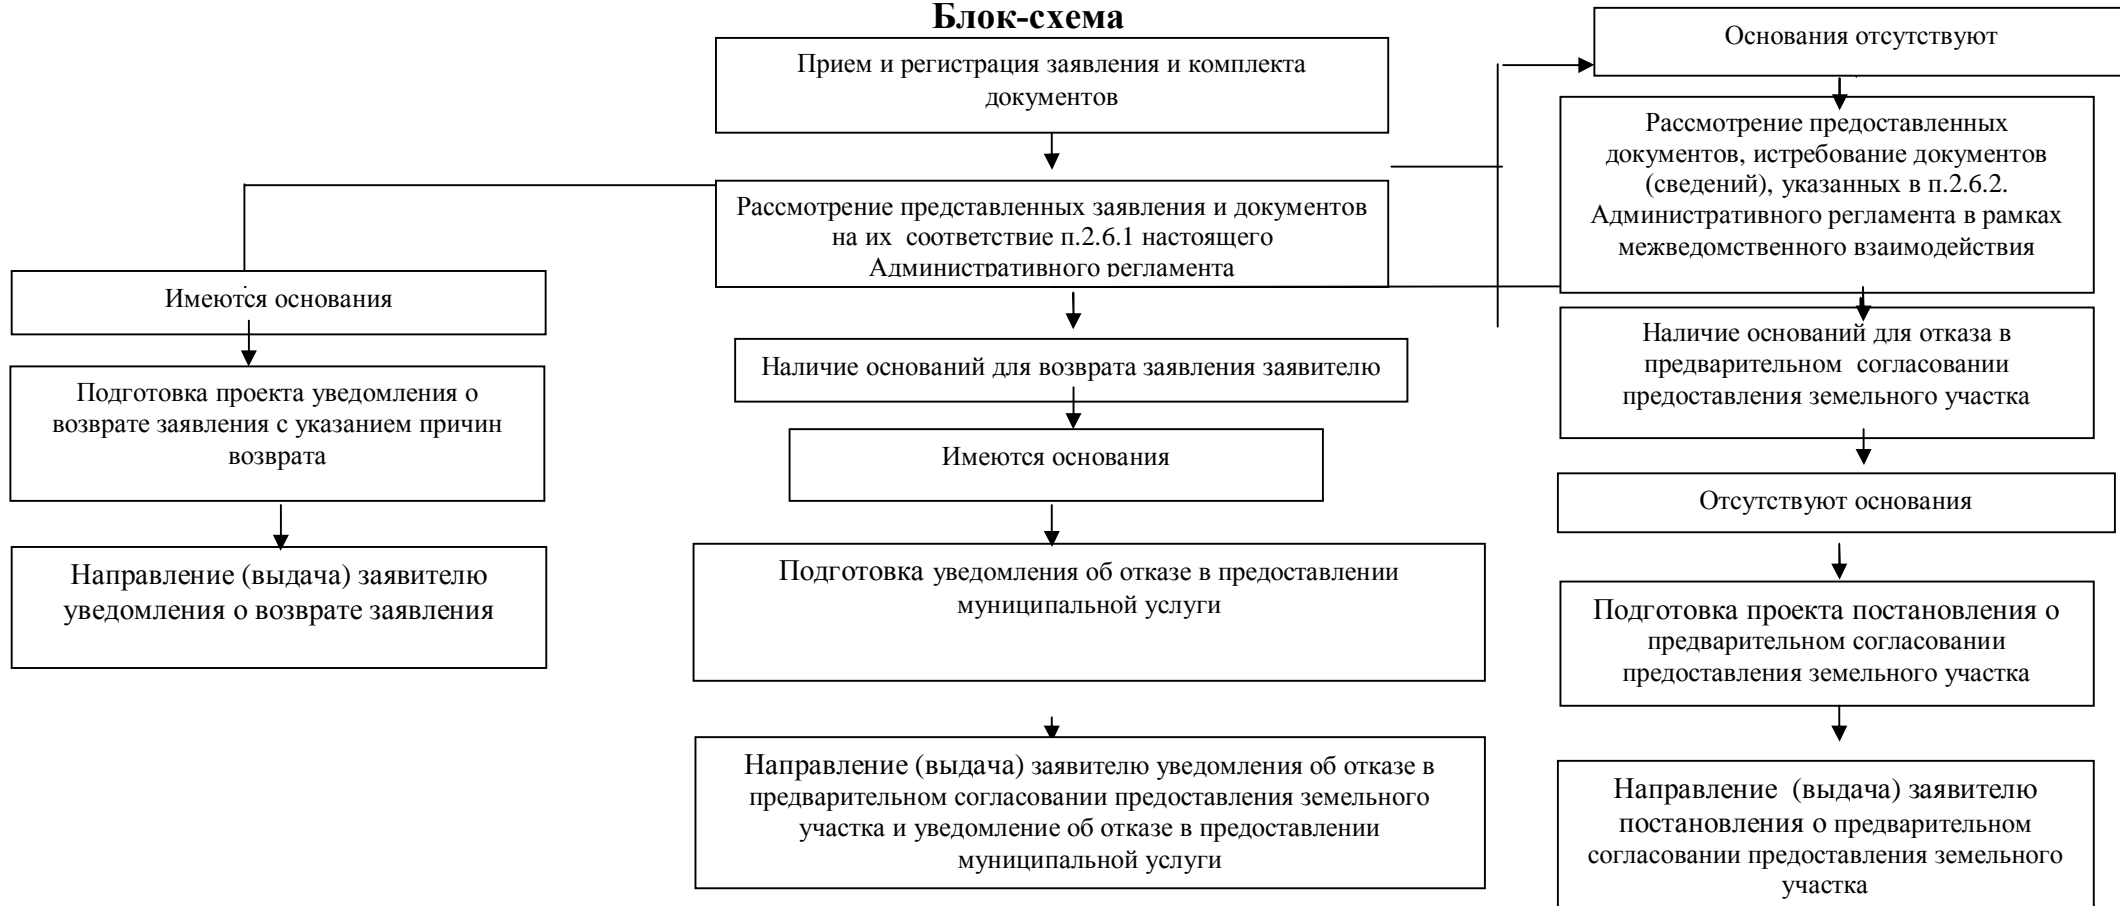 Блок-схема
Прием и регистрация заявления и комплекта
документов
Рассмотрение представленных заявления и документов
на их соответствие п.2.6.1 настоящего
Административного регламента
Имеются основания
Подготовка проекта уведомления о
возврате заявления с указанием причин
возврата
Направление (выдача) заявителю
уведомления о возврате заявления
Наличие оснований для возврата заявления заявителю
Имеются основания
Подготовка уведомления об отказе в предоставлении
муниципальной услуги
Направление (выдача) заявителю уведомления об отказе в
предварительном согласовании предоставления земельного
участка и уведомление об отказе в предоставлении
муниципальной услуги
Основания отсутствуют
Рассмотрение предоставленных
документов, истребование документов
(сведений), указанных в п.2.6.2.
Административного регламента в рамках
межведомственного взаимодействия
Наличие оснований для отказа в
предварительном согласовании
предоставления земельного участка
Отсутствуют основания
Подготовка проекта постановления о
предварительном согласовании
предоставления земельного участка
Направление (выдача) заявителю
постановления о предварительном
согласовании предоставления земельного
участка